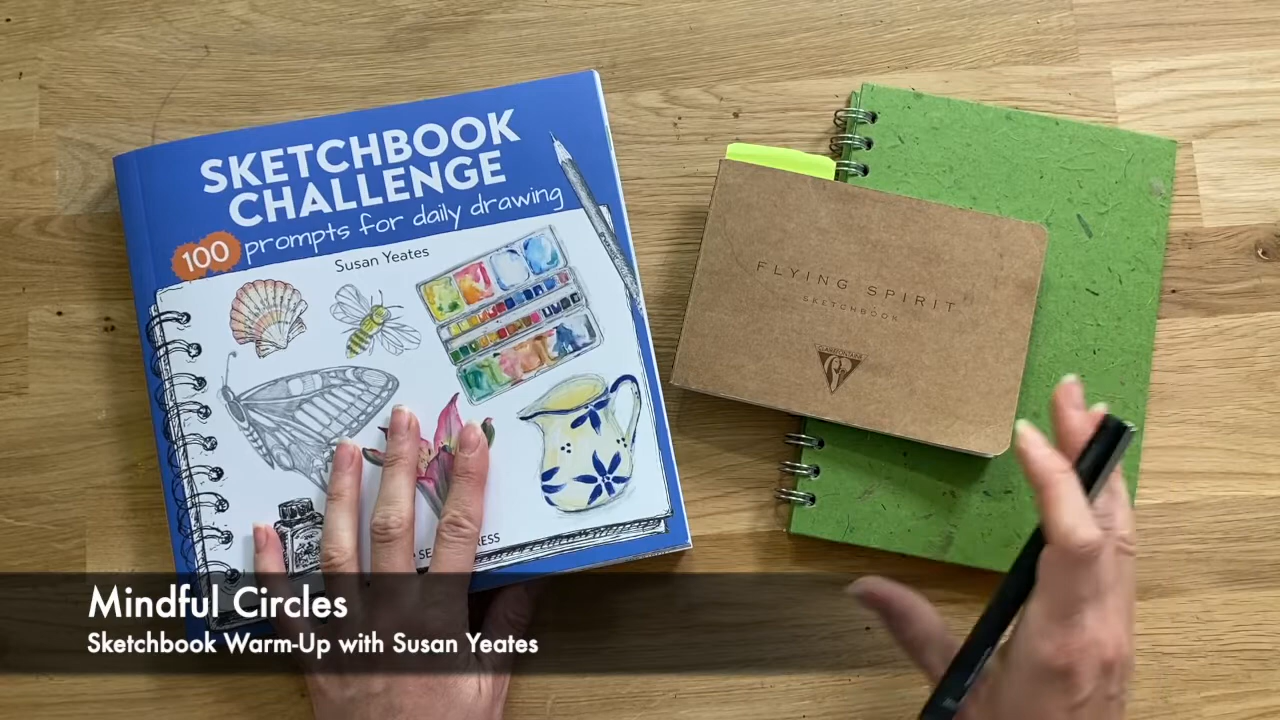 SKETCHBOOK
CHALLENGE
100 prompts for daily drawing
Susan Yeates
FLYING SPIRIT
SKETCHBOOK
CLAIREFONTAINE
Mindful Circles
Sketchbook Warm-Up with Susan Yeates